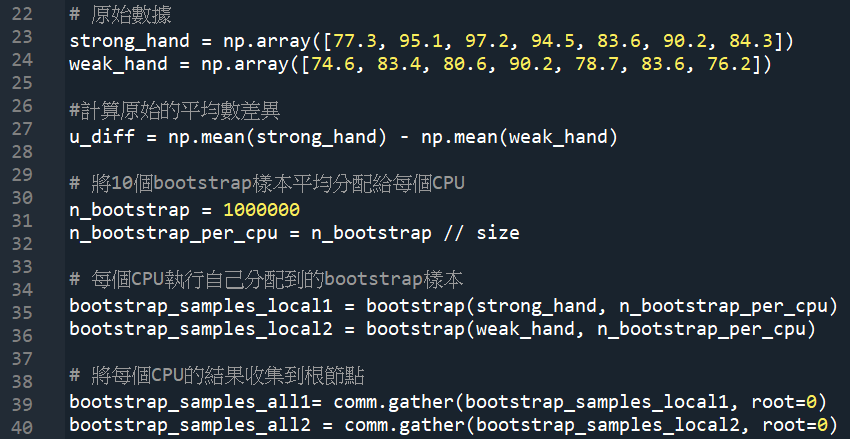 22 # 原始數據
23 strong_hand = np.array([77.3, 95.1, 97.2, 94.5, 83.6, 90.2, 84.3])
24 weak_hand = np.array([74.6, 83.4, 80.6, 90.2, 78.7, 83.6, 76.2])
25
26 #計算原始的平均數差異
27 u_diff = np.mean(strong_hand) - np.mean(weak_hand)
28
29 # 將10個bootstrap樣本平均分配給每個CPU
30 n_bootstrap = 1000000
31 n_bootstrap_per_cpu = n_bootstrap // size
32
33 # 每個CPU執行自己分配到的bootstrap樣本
34 bootstrap_samples_local1 = bootstrap(strong_hand, n_bootstrap_per_cpu)
35 bootstrap_samples_local2 = bootstrap(weak_hand, n_bootstrap_per_cpu)
36
37
38 # 將每個CPU的結果收集到根節點
39 bootstrap_samples_all1= comm.gather(bootstrap_samples_local1, root=0)
40 bootstrap_samples_all2 = comm.gather(bootstrap_samples_local2, root=0)